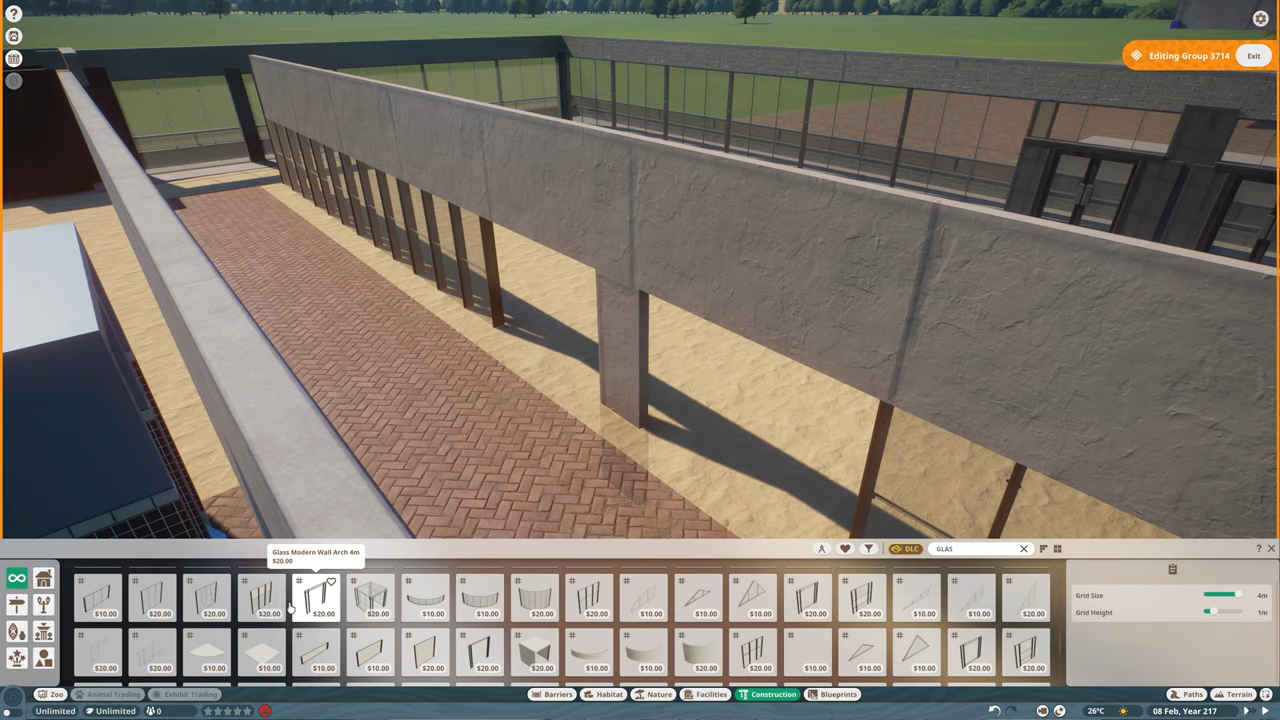 ?
Editing Group 3714
Exit
Glass Modern Wall Arch 4m
$20.00
DLC
GLAS
?
$10.00 $20.00 $20.00 $20.00 $20.00 $20.00 $10.00 $10.00 $20.00 $20.00 $10.00 $10.00 $20.00 $20.00 $20.00 $10.00 $10.00 $20.00
$20.00 $20.00 $10.00 $10.00 $10.00 $10.00 $20.00 $20.00 $20.00 $10.00 $10.00 $20.00 $20.00 $10.00 $10.00 $20.00 $20.00 $20.00
Grid Size 4m
Grid Height 1m
Zoo Animal Trading Exhibit Trading Barriers Habitat Nature Facilities Construction Blueprints Paths Terrain
Unlimited Unlimited 0 26°C 08 Feb, Year 217